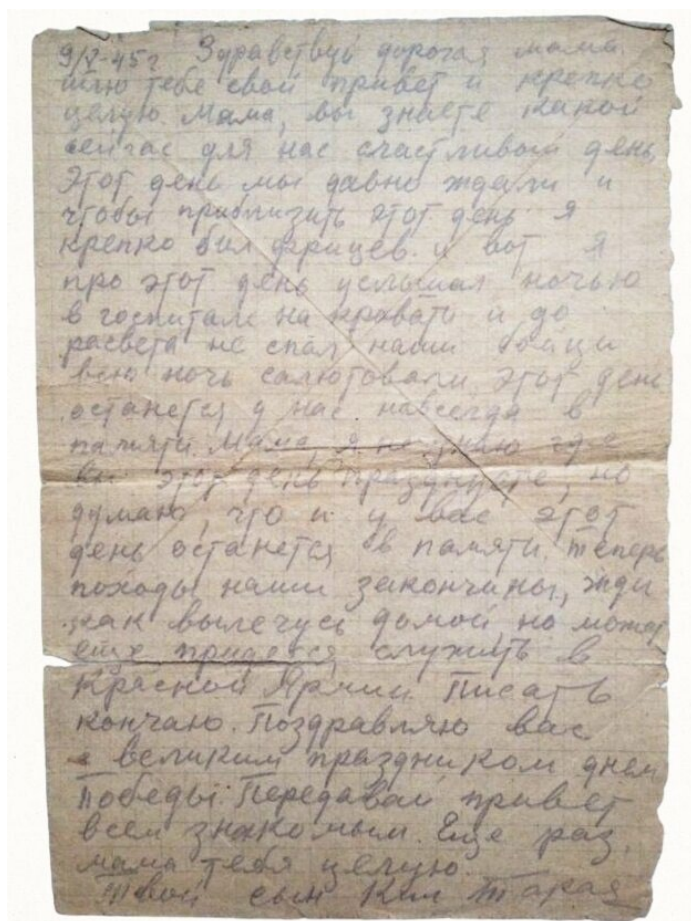 9/V-45г Здравствуй дорогая мама
шлю тебе свой привет и крепко
целую. Мама, вы знаете какой
сейчас для нас счастливый день,
этот день мы давно ждали и
чтобы приблизить этот день я
крепко бил фрицев. и вот я
про этот день услышал ночью
в госпитале на кровати и до
расвета не спал наши бойци
всю ночь салютовали. этот день
останется у нас навсегда в
памяти. Мама, я не знаю где
вы этот день празднуете, но
думаю, что и у вас этот
день останется в памяти. Теперь
походы наши закончины, жди
как вылечусь домой но может
еще придется служить в
Красной Армии. Писать
кончаю. Поздравляю вас
с великим праздником днем
Победы. Передавай привет
всем знакомым. Еще раз,
мама тебя целую.
Твой сын Ким